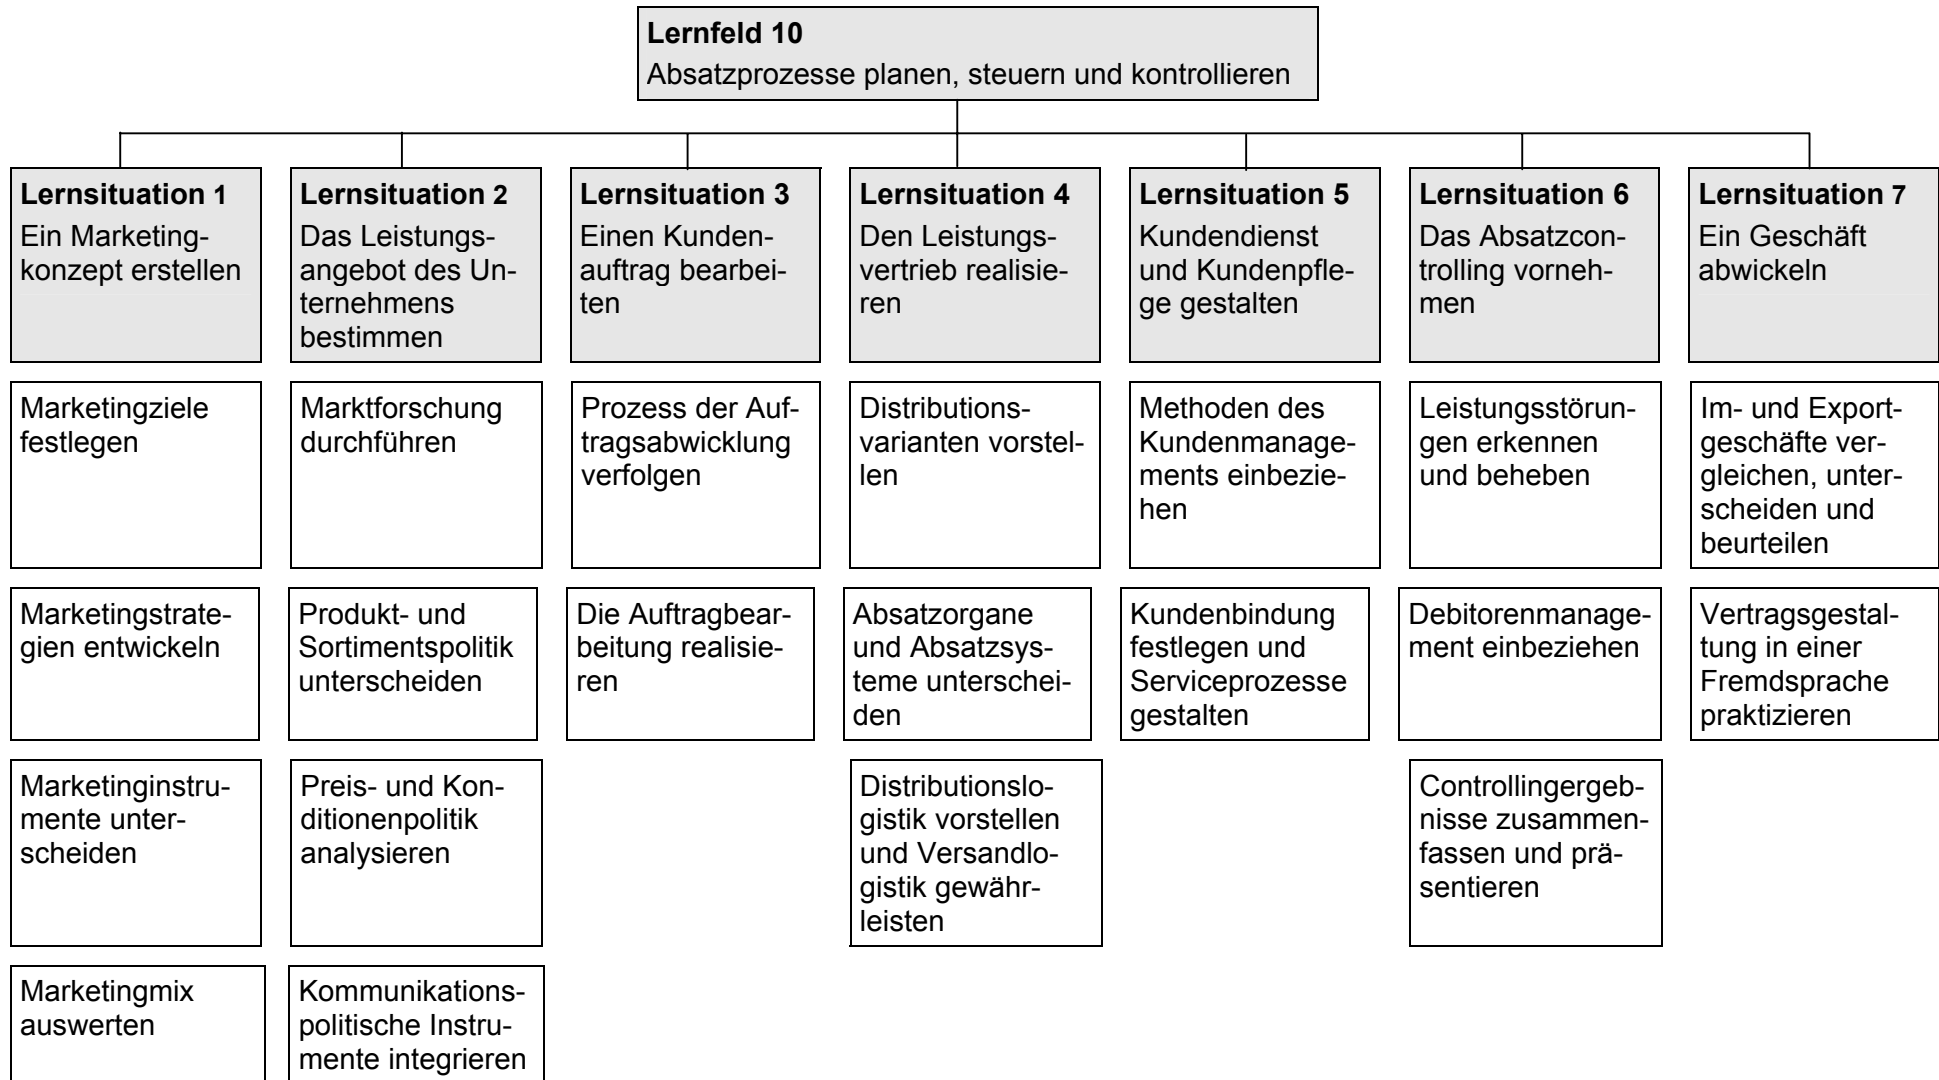 Lernfeld 10
Absatzprozesse planen, steuern und kontrollieren
Lernsituation 1
Ein Marketing-
konzept erstellen
Lernsituation 2
Das Leistungs-
angebot des Un-
ternehmens
bestimmen
Lernsituation 3
Einen Kunden-
auftrag bearbei-
ten
Lernsituation 4
Den Leistungs-
vertrieb realisie-
ren
Lernsituation 5
Kundendienst
und Kundenpfle-
ge gestalten
Lernsituation 6
Das Absatzcon-
trolling vorneh-
men
Lernsituation 7
Ein Geschäft
abwickeln
Marketingziele
festlegen
Marktforschung
durchführen
Prozess der Auf-
tragsabwicklung
verfolgen
Distributions-
varianten vorstel-
len
Methoden des
Kundenmanage-
ments einbezie-
hen
Leistungsstörun-
gen erkennen
und beheben
Im- und Export-
geschäfte ver-
gleichen, unter-
scheiden und
beurteilen
Marketingstrate-
gien entwickeln
Produkt- und
Sortimentspolitik
unterscheiden
Die Auftragbear-
beitung realisie-
ren
Absatzorgane
und Absatzsys-
teme unterschei-
den
Kundenbindung
festlegen und
Serviceprozesse
gestalten
Debitorenmanage-
ment einbeziehen
Vertragsgestal-
tung in einer
Fremdsprache
praktizieren
Marketinginstru-
mente unter-
scheiden
Preis- und Kon-
ditionenpolitik
analysieren
Distributionslo-
gistik vorstellen
und Versandlo-
gistik gewähr-
leisten
Controllingergeb-
nisse zusammen-
fassen und prä-
sentieren
Marketingmix
auswerten
Kommunikations-
politische Instru-
mente integrieren